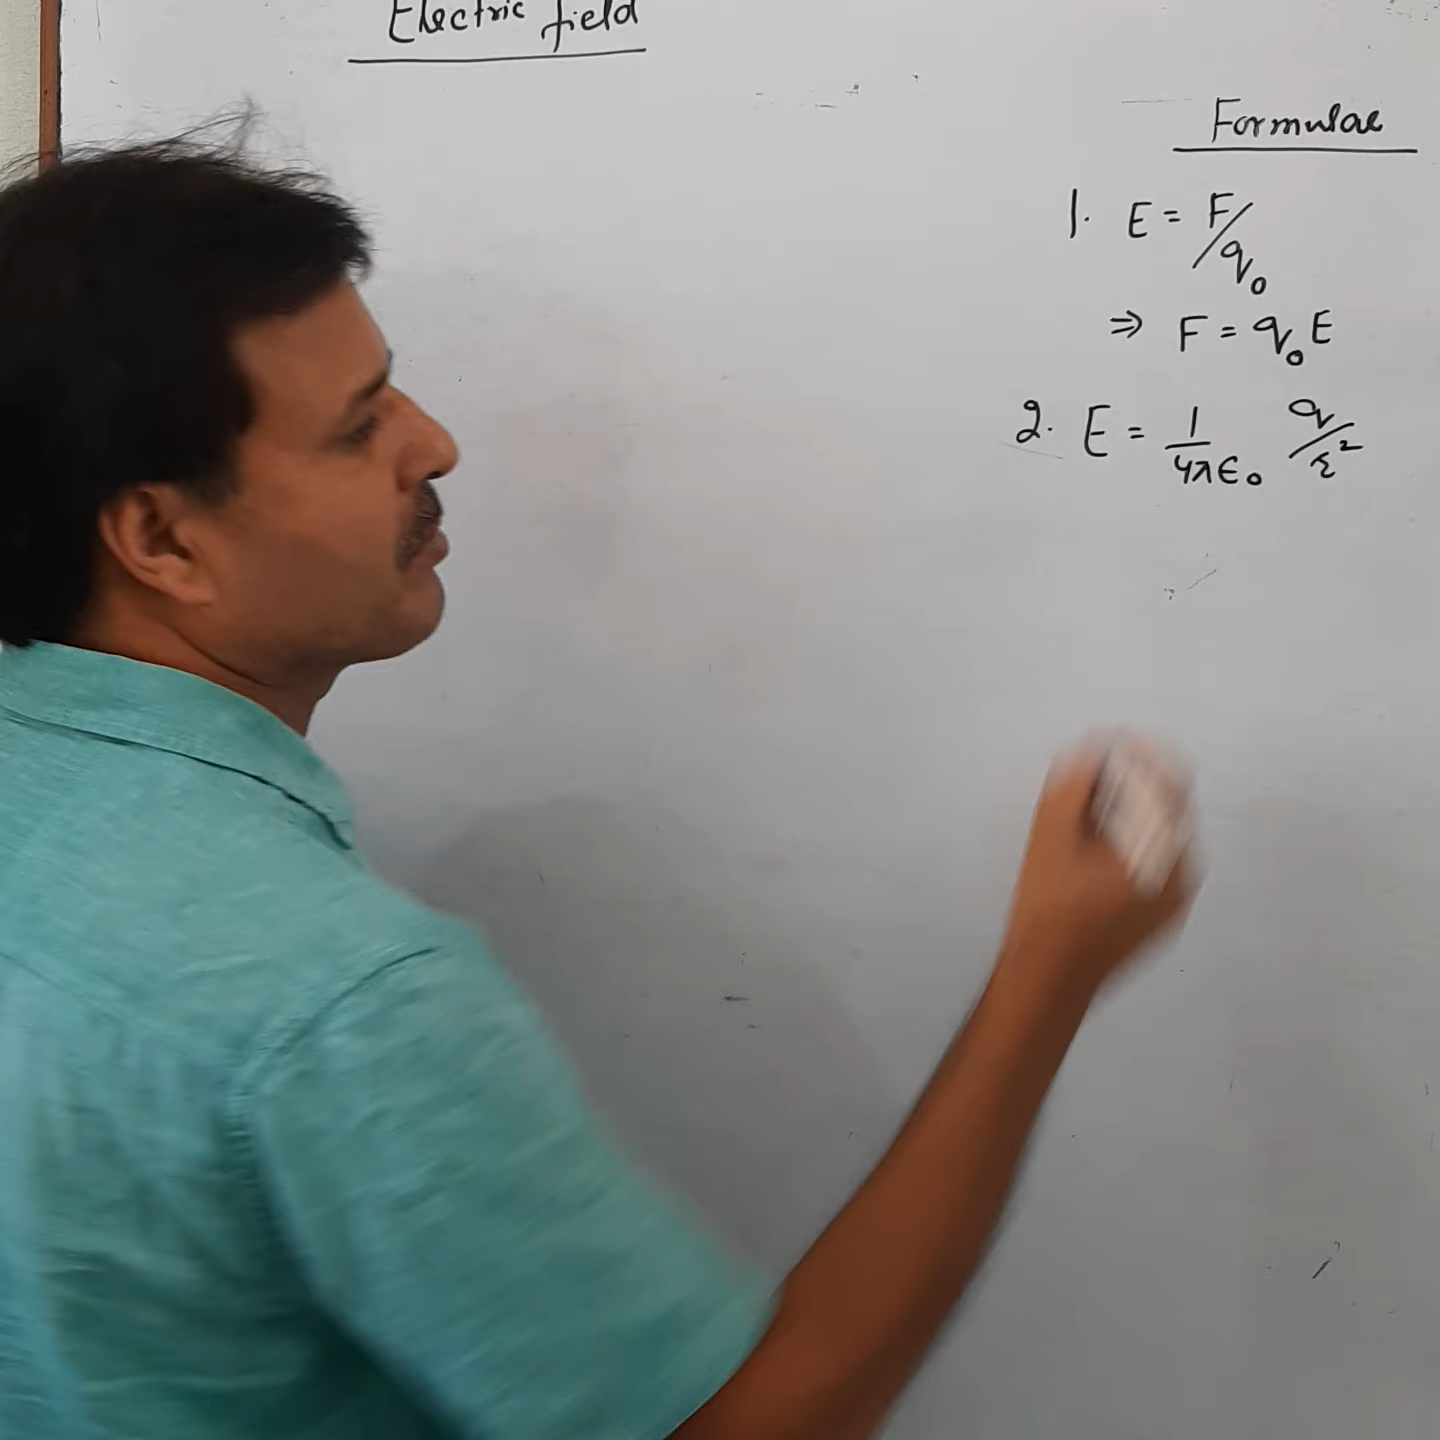 Electric field
Formulae
1. E = F/q₀
⇒ F = q₀E
2. E = 1/4πϵ₀ q/r²